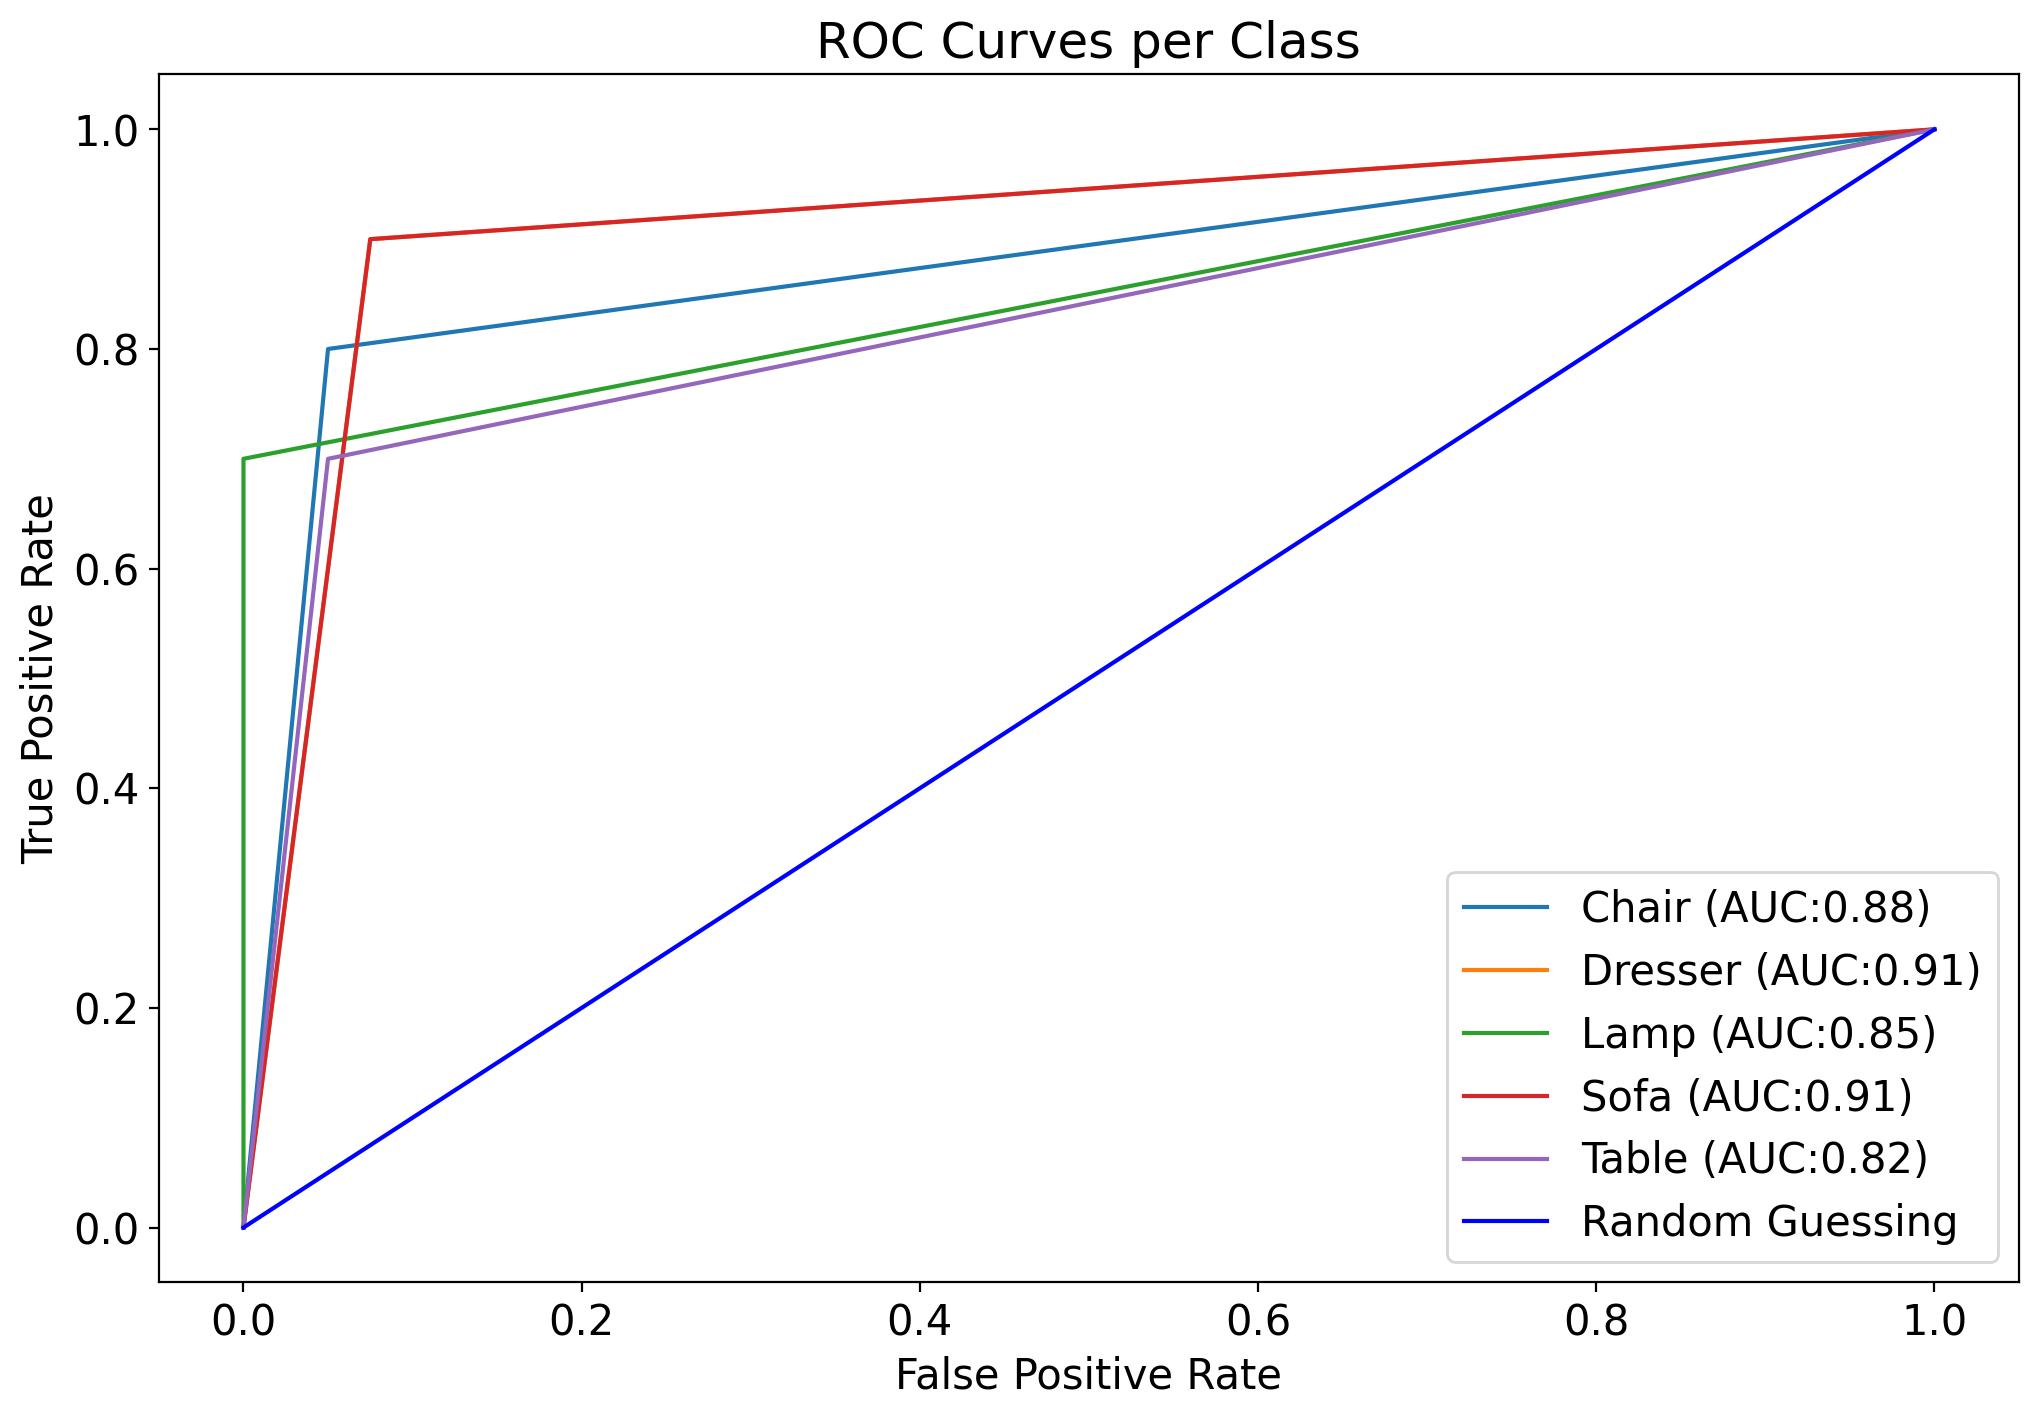 ROC Curves per Class
1.0
0.8
0.6
0.4
0.2
0.0
True Positive Rate
Chair (AUC:0.88)
Dresser (AUC:0.91)
Lamp (AUC:0.85)
Sofa (AUC:0.91)
Table (AUC:0.82)
Random Guessing
0.0 0.2 0.4 0.6 0.8 1.0
False Positive Rate